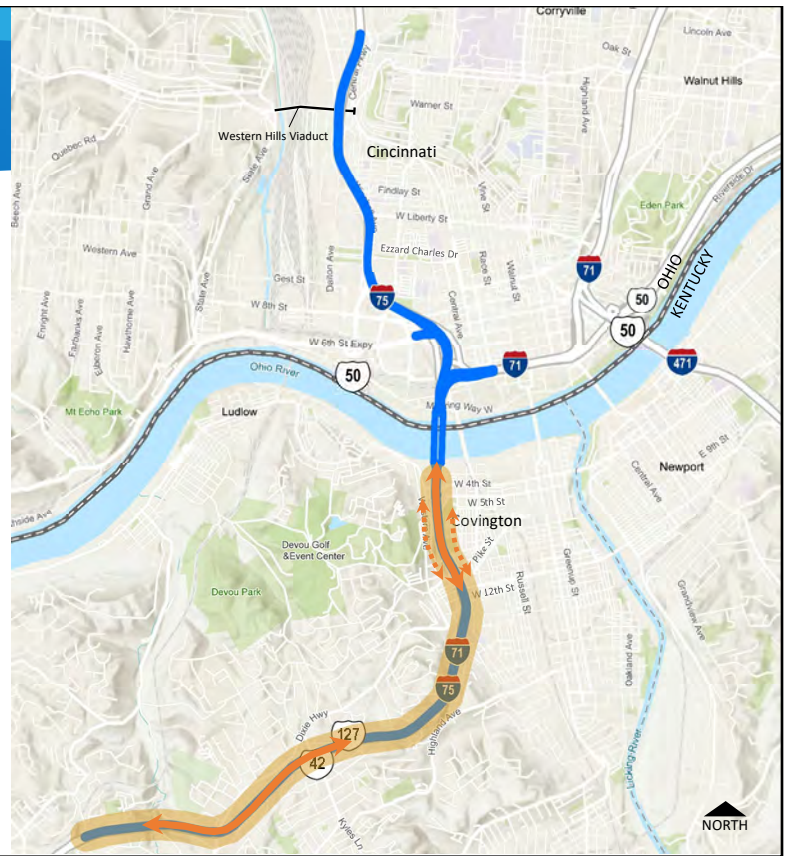 Corryville
Lincoln Ave
Oak St
Central Pkwy
Highland Ave
Walnut Hills
Warner St
Western Hills Viaduct
Quebec Rd
State Ave
Cincinnati
Grand Ave
Beech Ave
Findlay St
Vine St
Riverside Dr
Eden Park
W Liberty St
Western Ave
Dalton Ave
Ezzard Charles Dr
Race St
Walnut St
71
OHIO
KENTUCKY
Gest St
State Ave
75
50
W 8th St
Central Ave
Enright Ave
Fairbanks Ave
Elberon Ave
Hawthorne Ave
W 6th St Expy
50
71
471
Ohio River
50
Mt Echo Park
Ludlow
W
E 9th St
Newport
Central Ave
W 4th St
W 5th St
Covington
Devou Golf
& Event Center
Pike St
Greenup St
Devou Park
W 12th St
Russell St
Grandview Ave
71
Oakland Ave
75
Dixie Hwy
127
Highland Ave
42
Licking River
Kyles Ln
NORTH